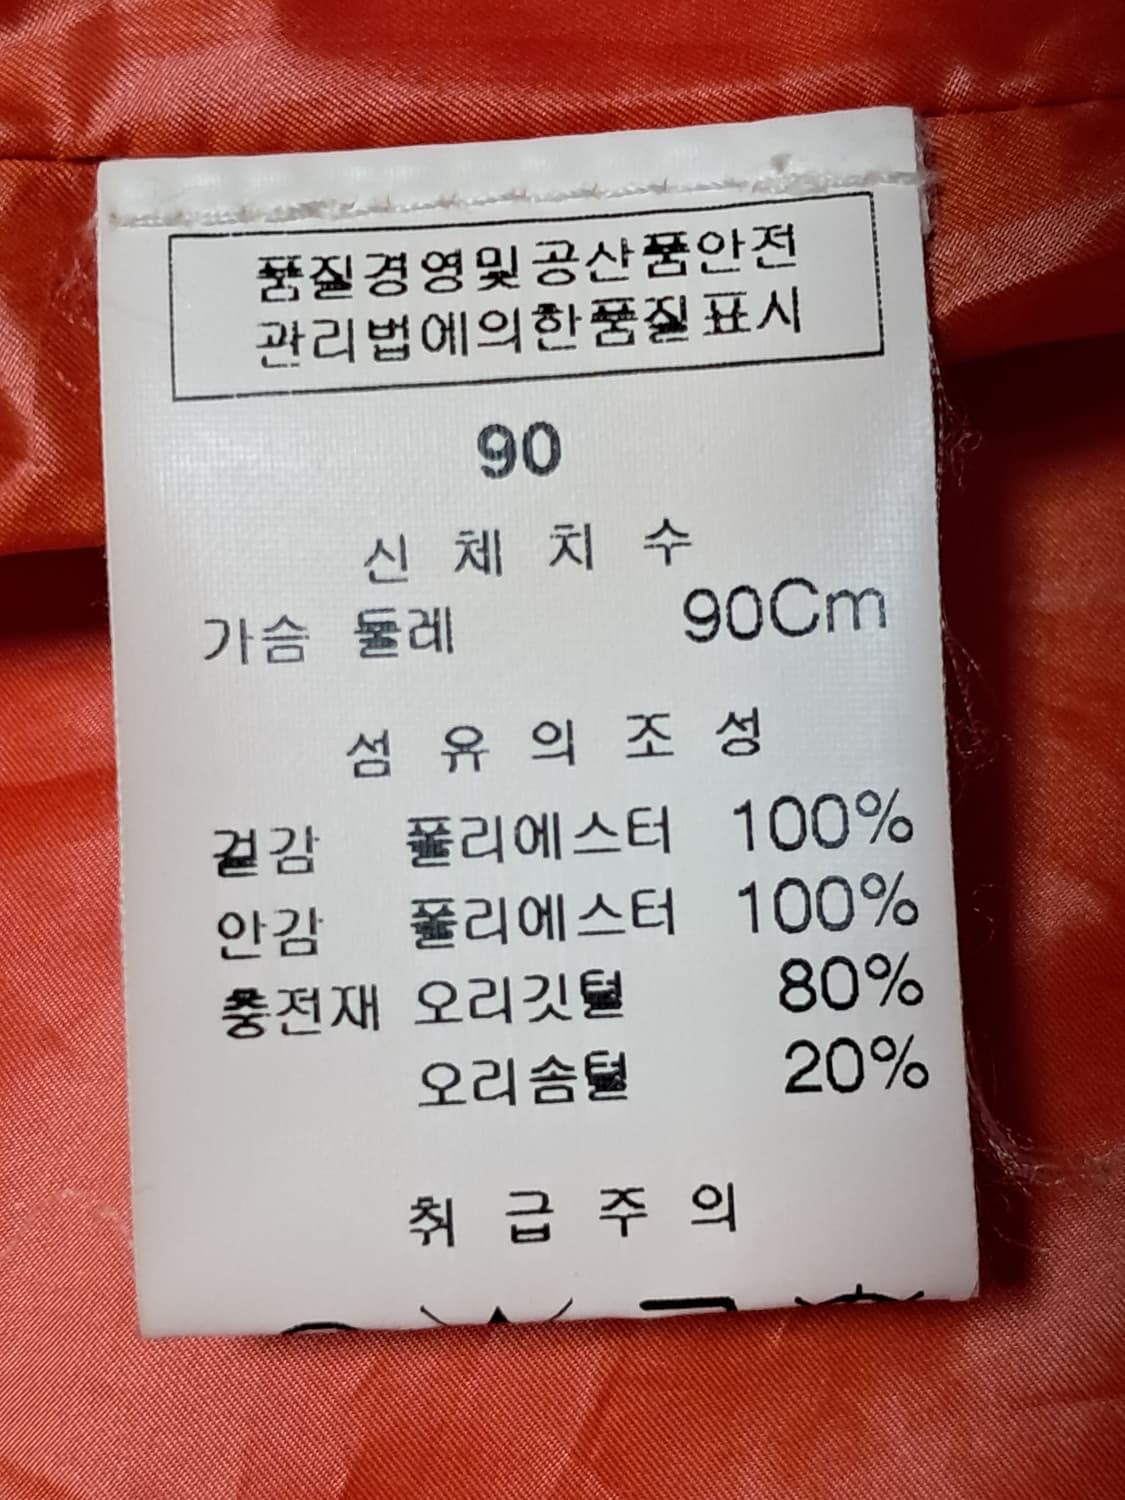 품질경영및공산품안전
관리법에의한품질표시
90
신 체 치 수
가슴 둘레 90Cm
섬 유 의 조 성
겉감 폴리에스터 100%
안감 폴리에스터 100%
충전재 오리깃털 80%
오리솜털 20%
취 급 주 의